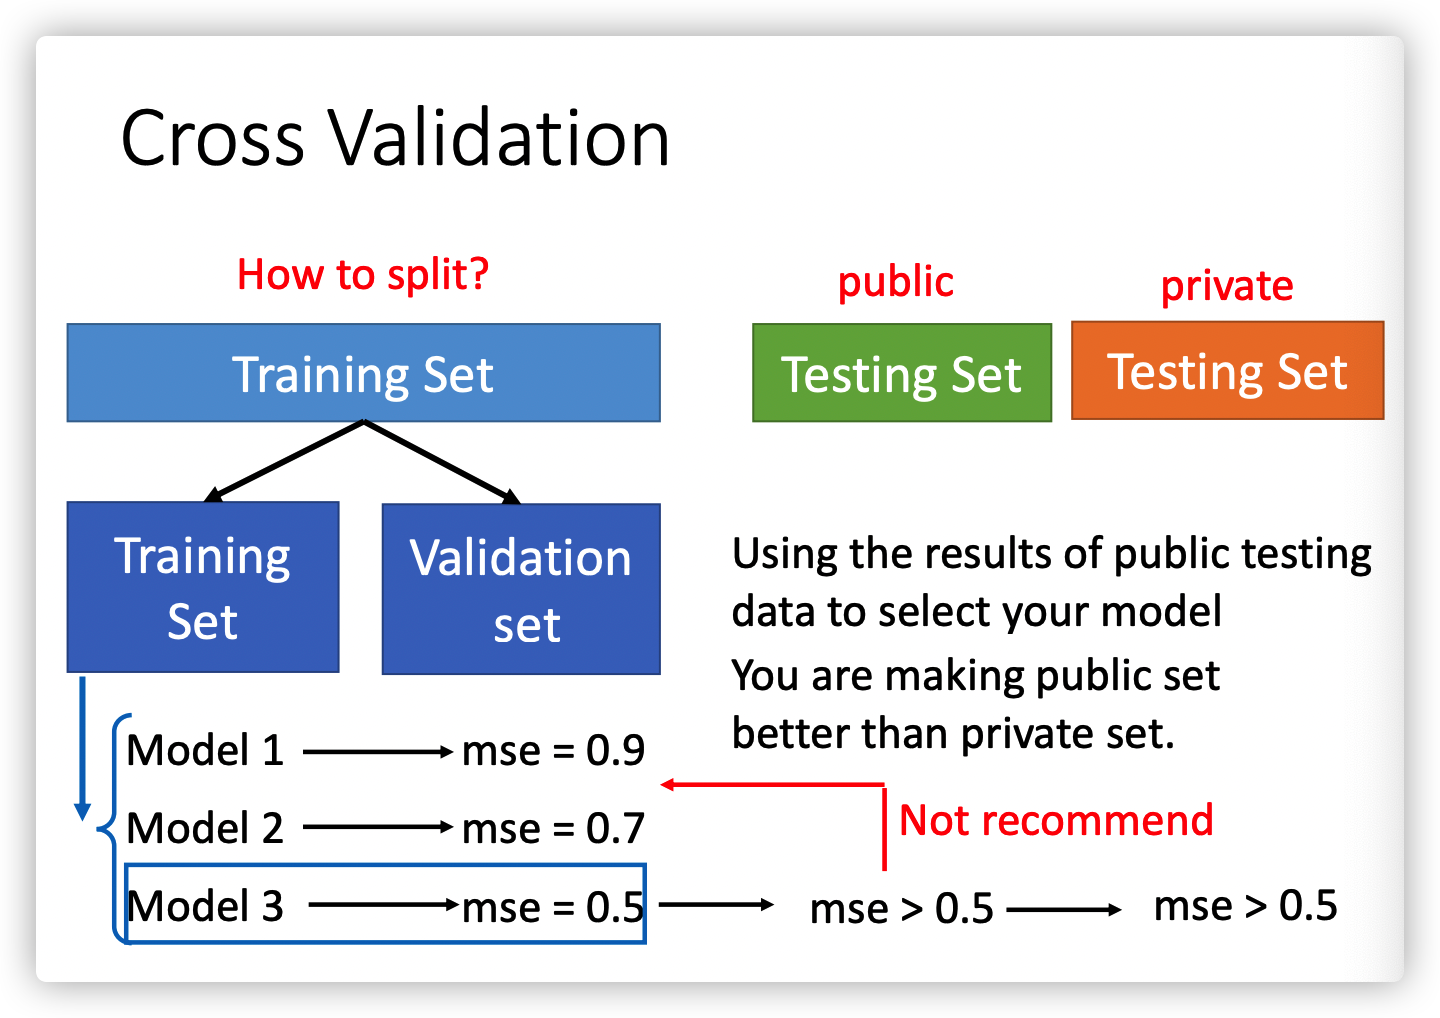 Cross Validation
How to split?
public
private
Training Set
Testing Set
Testing Set
Training
Set
Validation
set
Using the results of public testing
data to select your model
You are making public set
better than private set.
Model 1
mse = 0.9
Model 2
mse = 0.7
Not recommend
Model 3
mse = 0.5
mse > 0.5
mse > 0.5